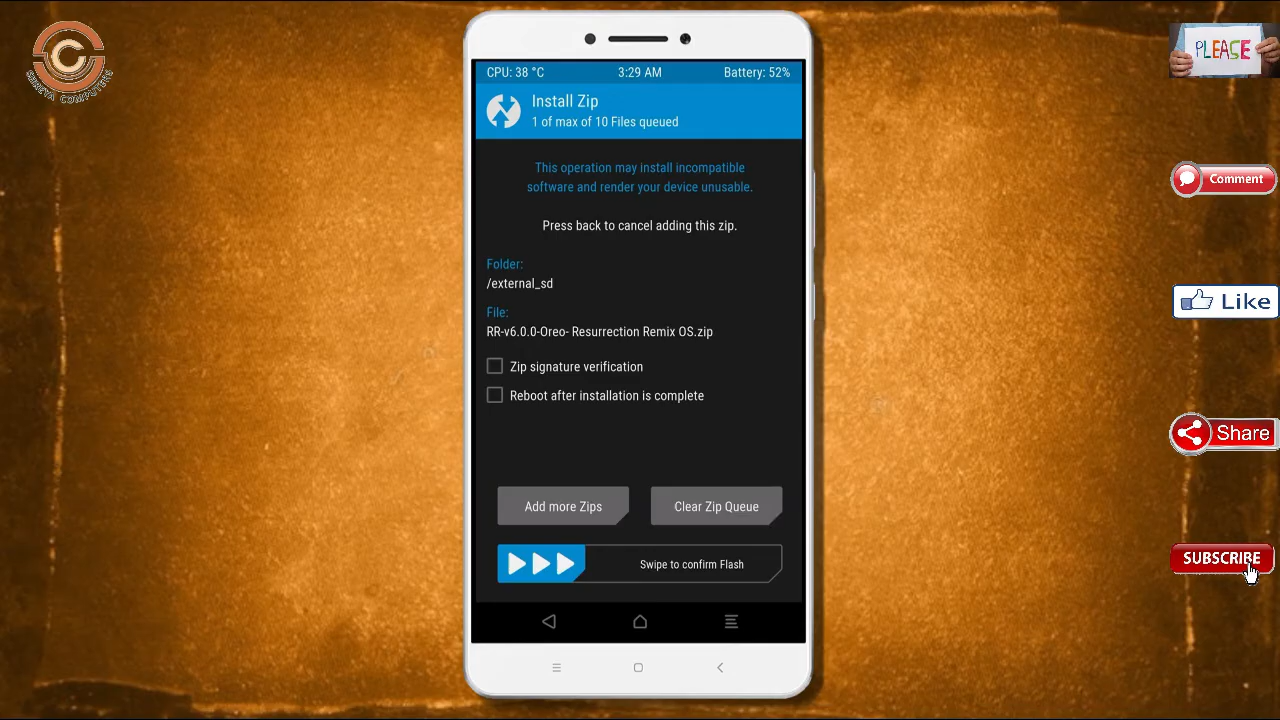 SHREYA COMPUTERS
CPU: 38 °C
3:29 AM
Battery: 52%
Install Zip
1 of max of 10 Files queued
This operation may install incompatible
software and render your device unusable.
Press back to cancel adding this zip.
Folder:
/external_sd
File:
RR-v6.0.0-Oreo- Resurrection Remix OS.zip
Zip signature verification
Reboot after installation is complete
Add more Zips
Clear Zip Queue
Swipe to confirm Flash
PLEASE
Comment
Like
Share
SUBSCRIBE